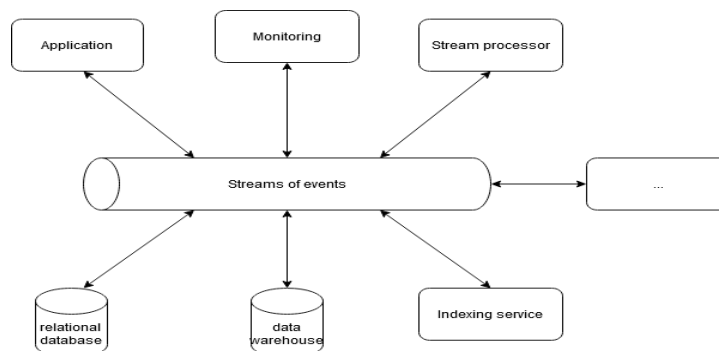 Application
Monitoring
Stream processor
Streams of events
...
relational
database
data
warehouse
Indexing service